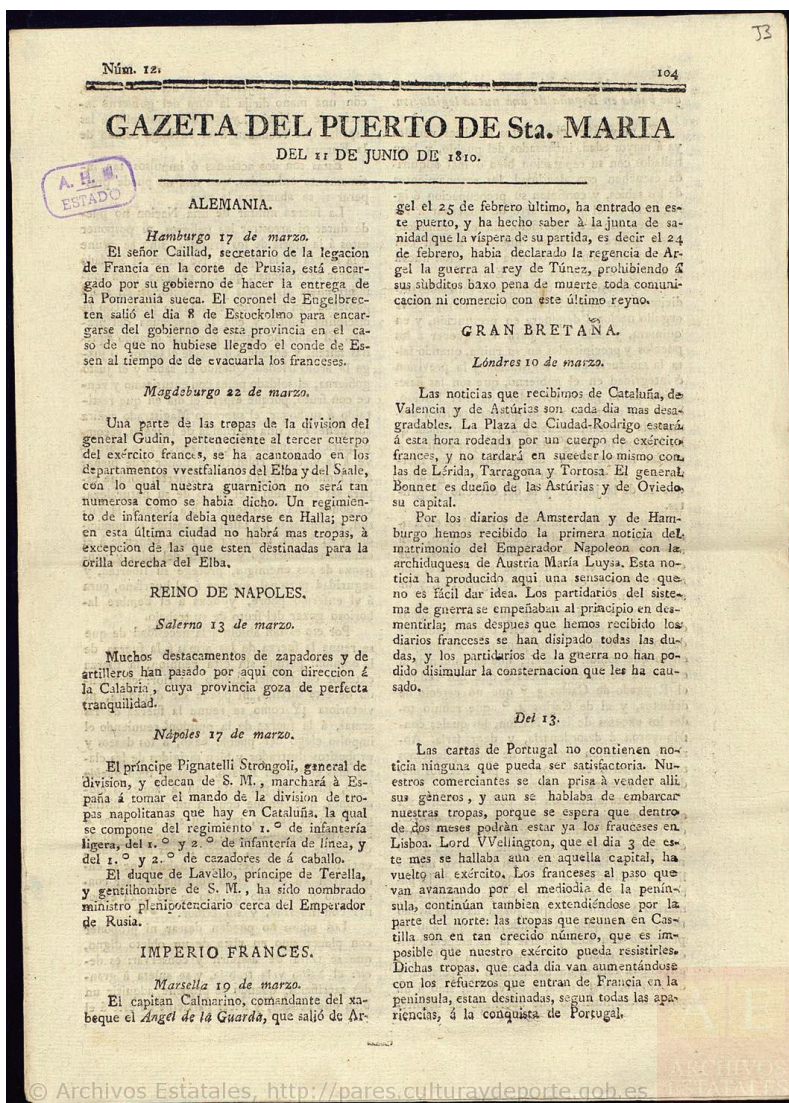 J3
Núm. 12.
104
GAZETA DEL PUERTO DE Sta. MARIA
DEL 11 DE JUNIO DE 1810.
A. H. N.
ESTADO
ALEMANIA.
Hamburgo 17 de marzo.
El señor Caillad, secretario de la legacion
de Francia en la corte de Prusia, está encar-
gado por su gobierno de hacer la entrega de
la Pomerania sueca. El coronel de Engelbrec-
ten salió el dia 8 de Estockolmo para encar-
garse del gobierno de esta provincia en el ca-
so de que no hubiese llegado el conde de Es-
sen al tiempo de de evacuarla los franceses.
Magdeburgo 22 de marzo.
Una parte de las tropas de la division del
general Gudin, perteneciente al tercer cuerpo
del exército frances, se ha acantonado en los
departamentos vvestfalianos del Elba y del Saale,
con lo qual nuestra guarnicion no será tan
numerosa como se habia dicho. Un regimien-
to de infantería debia quedarse en Halla; pero
en esta última ciudad no habrá mas tropas, à
excepcion de las que esten destinadas para la
orilla derecha del Elba.
REINO DE NAPOLES.
Salerno 13 de marzo.
Muchos destacamentos de zapadores y de
artilleros han pasado por aqui con direccion á
la Calabria, cuya provincia goza de perfecta
tranquilidad.
Nápoles 17 de marzo.
El príncipe Pignatelli Strongoli, general de
division, y edecan de S. M., marchará à Es-
paña á tomar el mando de la division de tro-
pas napolitanas que hay en Cataluña, la qual
se compone del regimiento 1.º de infantería
ligera, del 1.º y 2.º de infantería de línea, y
del 1.º y 2.º de cazadores de á caballo.
El duque de Lavello, príncipe de Terella,
y gentilhombre de S. M., ha sido nombrado
ministro plenipotenciario cerca del Emperador
de Rusia.
IMPERIO FRANCES.
Marsella 19 de marzo.
El capitan Calmarino, comandante del xa-
beque el Angel de la Guarda, que salió de Ar-
gel el 25 de febrero ùltimo, ha entrado en es-
te puerto, y ha hecho saber à la junta de sa-
nidad que la víspera de su partida, es decir el 24
de febrero, habia declarado la regencia de Ar-
gel la guerra al rey de Túnez, prohibiendo á
sus sùbditos baxo pena de muerte toda comuni-
cacion ni comercio con este último reyno.
GRAN BRETAÑA.
Lóndres 10 de marzo.
Las noticias que recibimos de Cataluña, de
Valencia y de Astúrias son cada dia mas desa-
gradables. La Plaza de Ciudad-Rodrigo estará
á esta hora rodeada por un cuerpo de exército
frances, y no tardará en suceder lo mismo con
las de Lérida, Tarragona y Tortosa. El general
Bonnet es dueño de las Astúrias y de Oviedo
su capital.
Por los diarios de Amsterdan y de Ham-
burgo hemos recibido la primera noticia del
matrimonio del Emperador Napoleon con la
archiduquesa de Austria María Luysa. Esta no-
ticia ha producido aqui una sensacion de que
no es fácil dar idea. Los partidarios del siste-
ma de guerra se empeñaban al principio en des-
mentirla; mas despues que hemos recibido los
diarios franceses se han disipado todas las du-
das, y los partidarios de la guerra no han po-
dido disimular la consternacion que les ha cau-
sado.
Del 13.
Las cartas de Portugal no contienen no-
ticia ninguna que pueda ser satisfactoria. Nu-
estros comerciantes se dan prisa à vender alli
sus gèneros, y aun se hablaba de embarcar
nuestras tropas, porque se espera que dentro
de dos meses podràn estar ya los frauceses en
Lisboa. Lord VVellington, que el dia 3 de es-
te mes se hallaba aun en aquella capital, ha
vuelto al exército. Los franceses al paso que
van avanzando por el mediodia de la penín-
sula, continúan tambien extendiéndose por la
parte del norte: las tropas que reunen en Cas-
tilla son en tan crecido número, que es im-
posible que nuestro exército pueda resistirles.
Dichas tropas, que cada dia van aumentándose
con los refuerzos que entran de Francia en la
península, estan destinadas, segun todas las apa-
riencias, á la conquista de Portugal.
A E
ARCHIVOS
ESTATALES
© Archivos Estatales, http://pares.culturaydeporte.gob.es